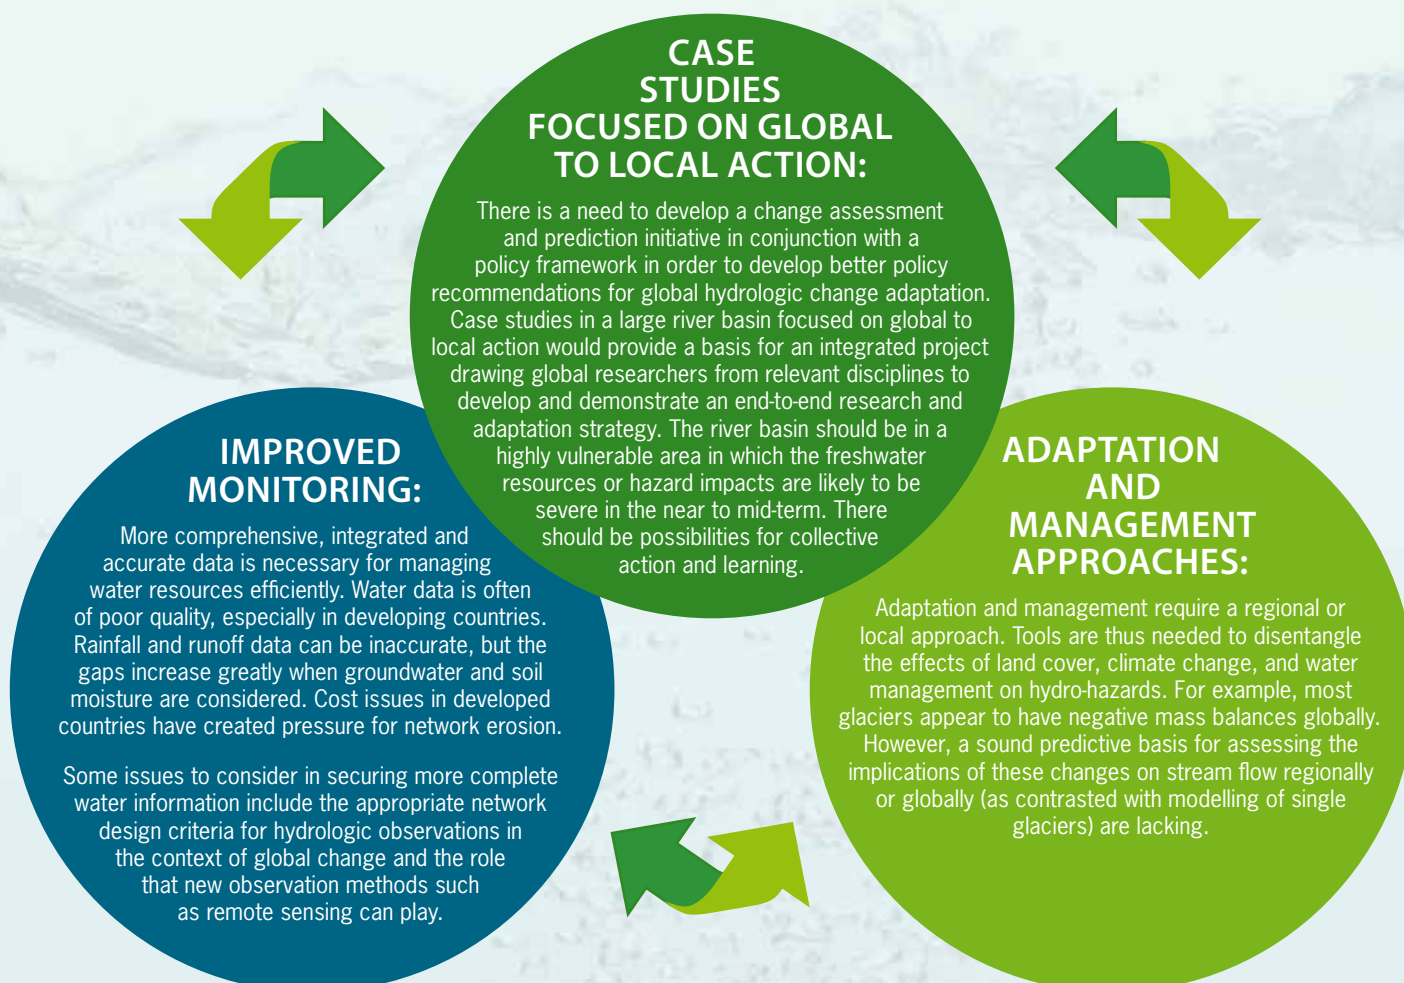 CASE
STUDIES
FOCUSED ON GLOBAL
TO LOCAL ACTION:
There is a need to develop a change assessment
and prediction initiative in conjunction with a
policy framework in order to develop better policy
recommendations for global hydrologic change adaptation.
Case studies in a large river basin focused on global to
local action would provide a basis for an integrated project
drawing global researchers from relevant disciplines to
develop and demonstrate an end-to-end research and
adaptation strategy. The river basin should be in a
highly vulnerable area in which the freshwater
resources or hazard impacts are likely to be
severe in the near to mid-term. There
should be possibilities for collective
action and learning.
IMPROVED
MONITORING:
More comprehensive, integrated and
accurate data is necessary for managing
water resources efficiently. Water data is often
of poor quality, especially in developing countries.
Rainfall and runoff data can be inaccurate, but the
gaps increase greatly when groundwater and soil
moisture are considered. Cost issues in developed
countries have created pressure for network erosion.
Some issues to consider in securing more complete
water information include the appropriate network
design criteria for hydrologic observations in
the context of global change and the role
that new observation methods such
as remote sensing can play.
ADAPTATION
AND
MANAGEMENT
APPROACHES:
Adaptation and management require a regional or
local approach. Tools are thus needed to disentangle
the effects of land cover, climate change, and water
management on hydro-hazards. For example, most
glaciers appear to have negative mass balances globally.
However, a sound predictive basis for assessing the
implications of these changes on stream flow regionally
or globally (as contrasted with modelling of single
glaciers) are lacking.